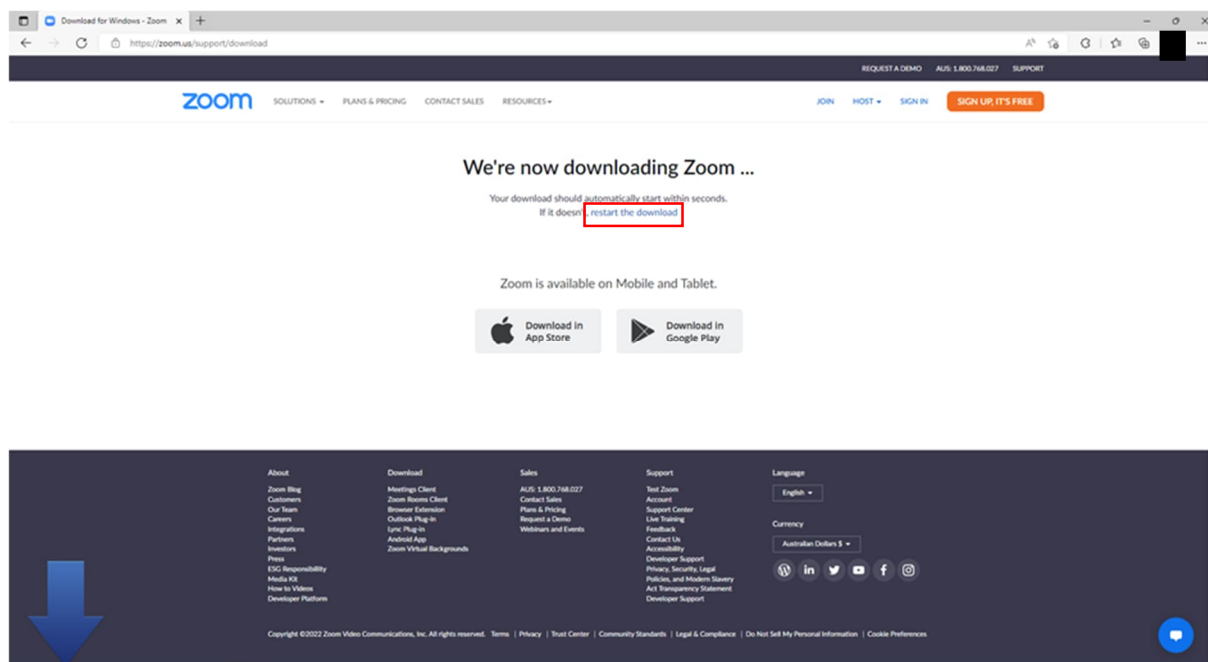 Download for Windows - Zoom
https://zoom.us/support/download
REQUEST A DEMO AUS: 1.800.768.027 SUPPORT
zoom SOLUTIONS PLANS & PRICING CONTACT SALES RESOURCES JOIN HOST SIGN IN SIGN UP, IT'S FREE
We're now downloading Zoom ...
Your download should automatically start within seconds.
If it doesn't, restart the download
Zoom is available on Mobile and Tablet.
Download in
App Store
Download in
Google Play
About
Zoom Blog
Customers
Our Team
Careers
Integrations
Partners
Investors
Press
ESG Responsibility
Media Kit
How to Videos
Developer Platform
Download
Meetings Client
Zoom Rooms Client
Browser Extension
Outlook Plug-in
Lync Plug-in
Android App
Zoom Virtual Backgrounds
Sales
AUS: 1.800.768.027
Contact Sales
Plans & Pricing
Request a Demo
Webinars and Events
Support
Test Zoom
Account
Support Center
Live Training
Feedback
Contact Us
Accessibility
Developer Support
Privacy, Security, Legal
Policies, and Modern Slavery
Act Transparency Statement
Developer Support
Language
English
Currency
Australian Dollars $
Copyright ©2022 Zoom Video Communications, Inc. All rights reserved. Terms | Privacy | Trust Center | Community Standards | Legal & Compliance | Do Not Sell My Personal Information | Cookie Preferences